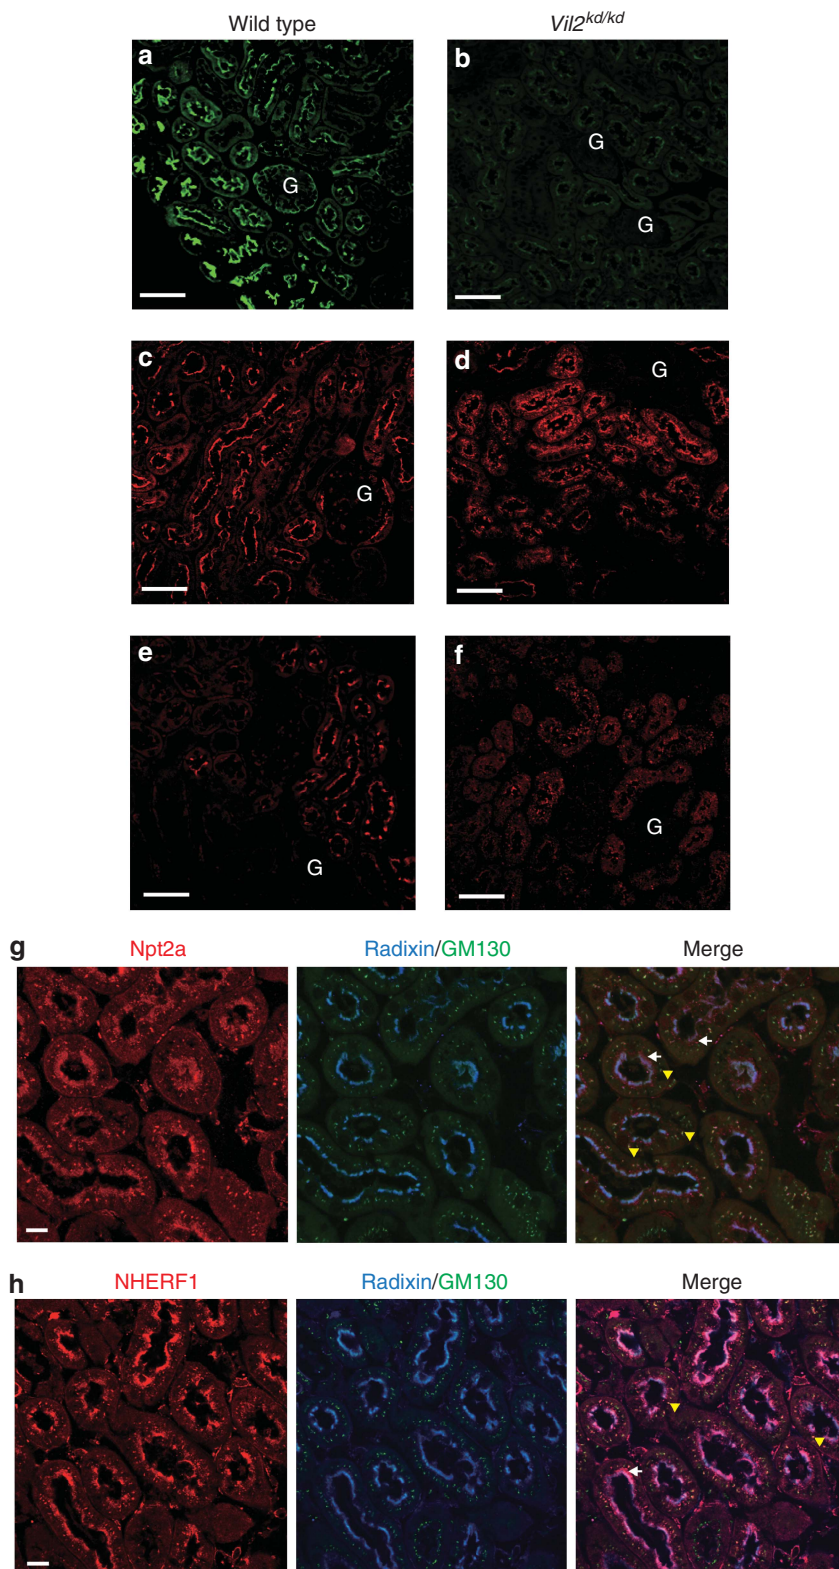 Wild type
Vil2kd/kd
a
G
b
G
G
c
G
d
G
e
G
f
G
g
Npt2a
Radixin/GM130
Merge
h
NHERF1
Radixin/GM130
Merge